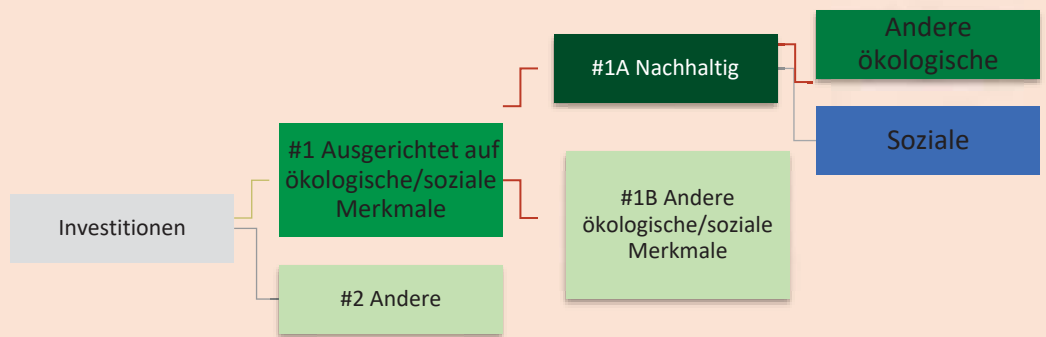 Investitionen
#1 Ausgerichtet auf
ökologische/soziale
Merkmale
#2 Andere
#1A Nachhaltig
#1B Andere
ökologische/soziale
Merkmale
Andere
ökologische
Soziale